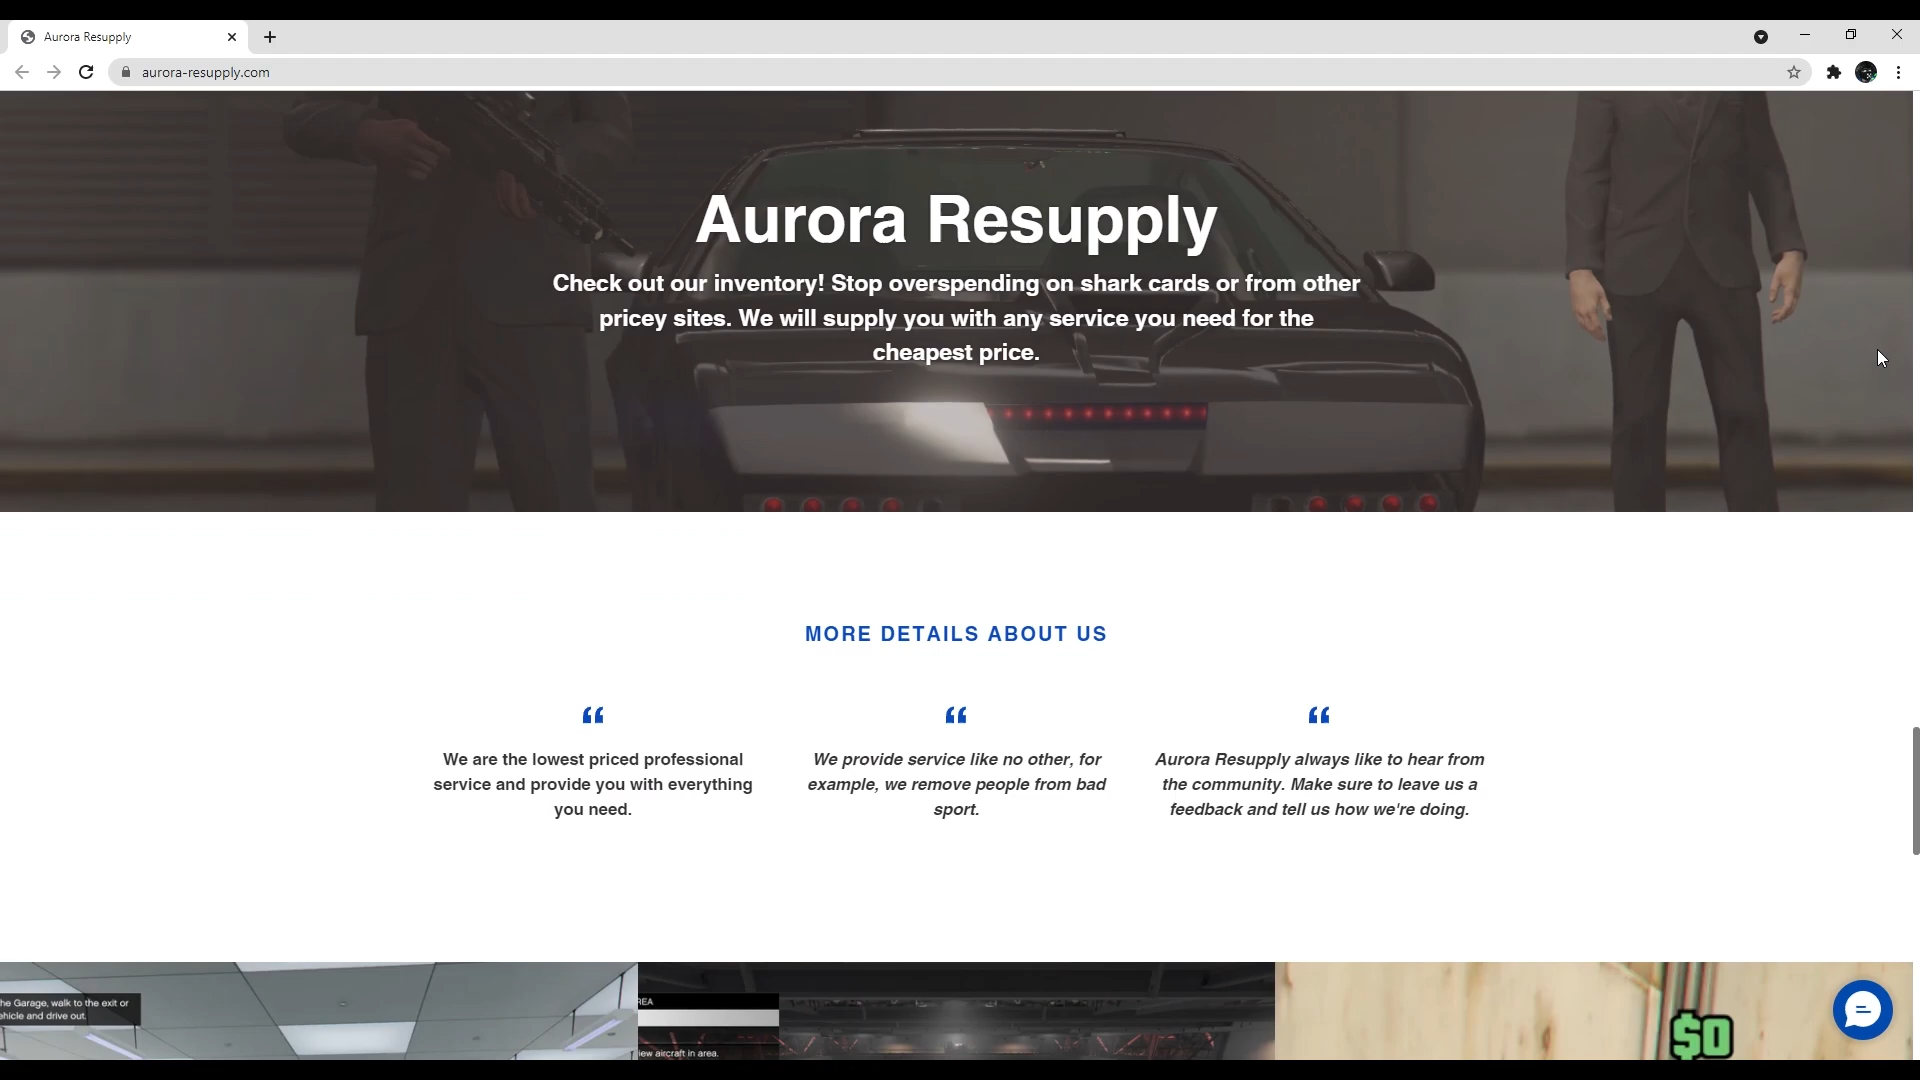 Aurora Resupply
aurora-resupply.com
Aurora Resupply
Check out our inventory! Stop overspending on shark cards or from other
pricey sites. We will supply you with any service you need for the
cheapest price.
MORE DETAILS ABOUT US
“ “ “
We are the lowest priced professional
service and provide you with everything
you need.
We provide service like no other, for
example, we remove people from bad
sport.
Aurora Resupply always like to hear from
the community. Make sure to leave us a
feedback and tell us how we're doing.
he Garage, walk to the exit or
ehicle and drive out.
REA
iew aircraft in area.
$0